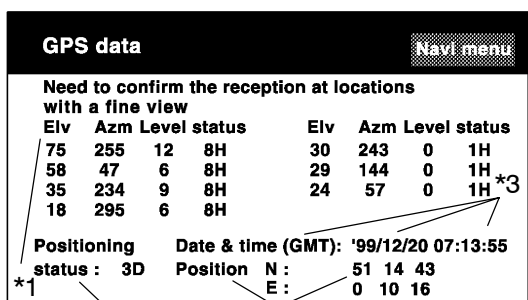 GPS data
Navi menu
Need to confirm the reception at locations
with a fine view
Elv Azm Level status Elv Azm Level status
75 255 12 8H 30 243 0 1H
58 47 6 8H 29 144 0 1H
35 234 9 8H 24 57 0 1H *3
18 295 6 8H
Positioning Date & time (GMT): '99/12/20 07:13:55
status : 3D Position N : 51 14 43
*1 E : 0 10 16